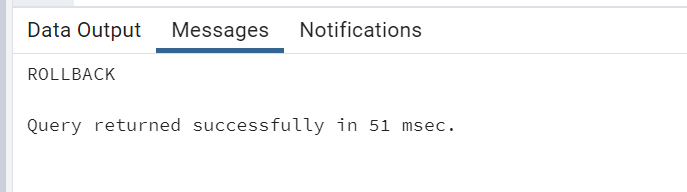 Data Output Messages Notifications
ROLLBACK
Query returned successfully in 51 msec.